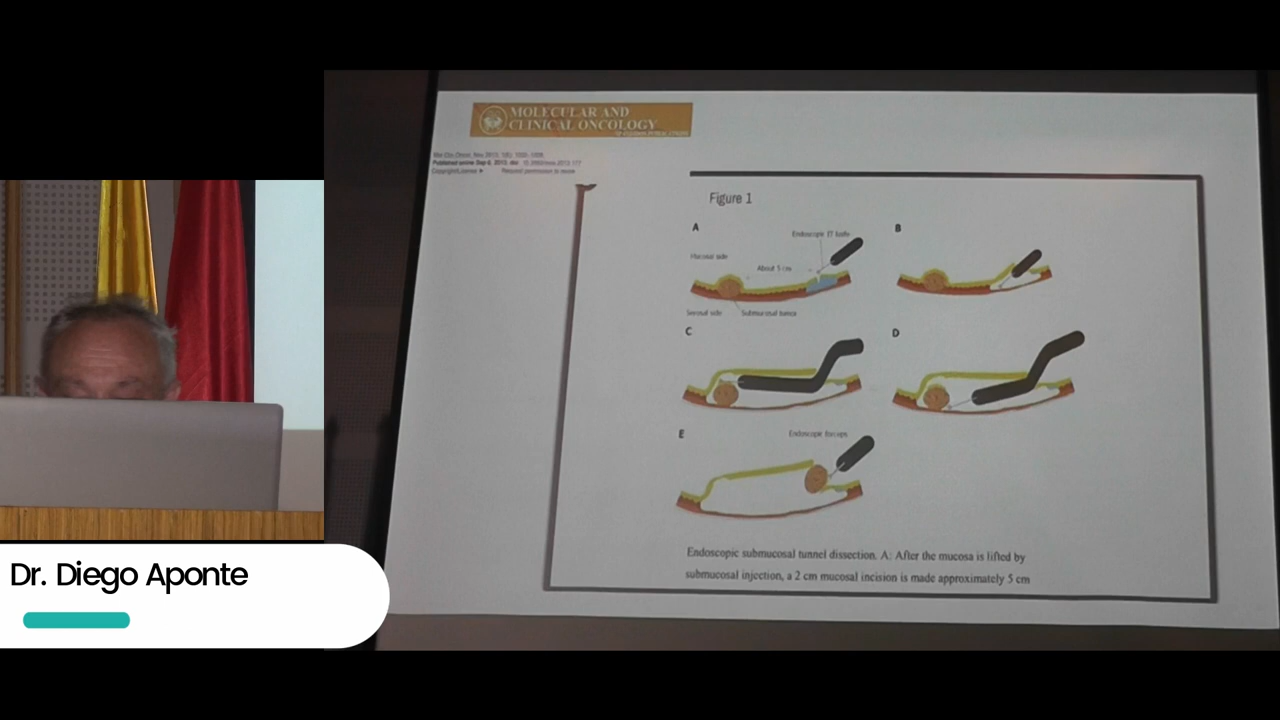 MOLECULAR AND
CLINICAL ONCOLOGY
Figure 1
A
B
Endoscopic IT knife
Mucosal side
About 5 cm
Serosal side
Submucosal tumor
C
D
E
Endoscopic forceps
Endoscopic submucosal tunnel dissection. A: After the mucosa is lifted by
submucosal injection, a 2 cm mucosal incision is made approximately 5 cm
Dr. Diego Aponte